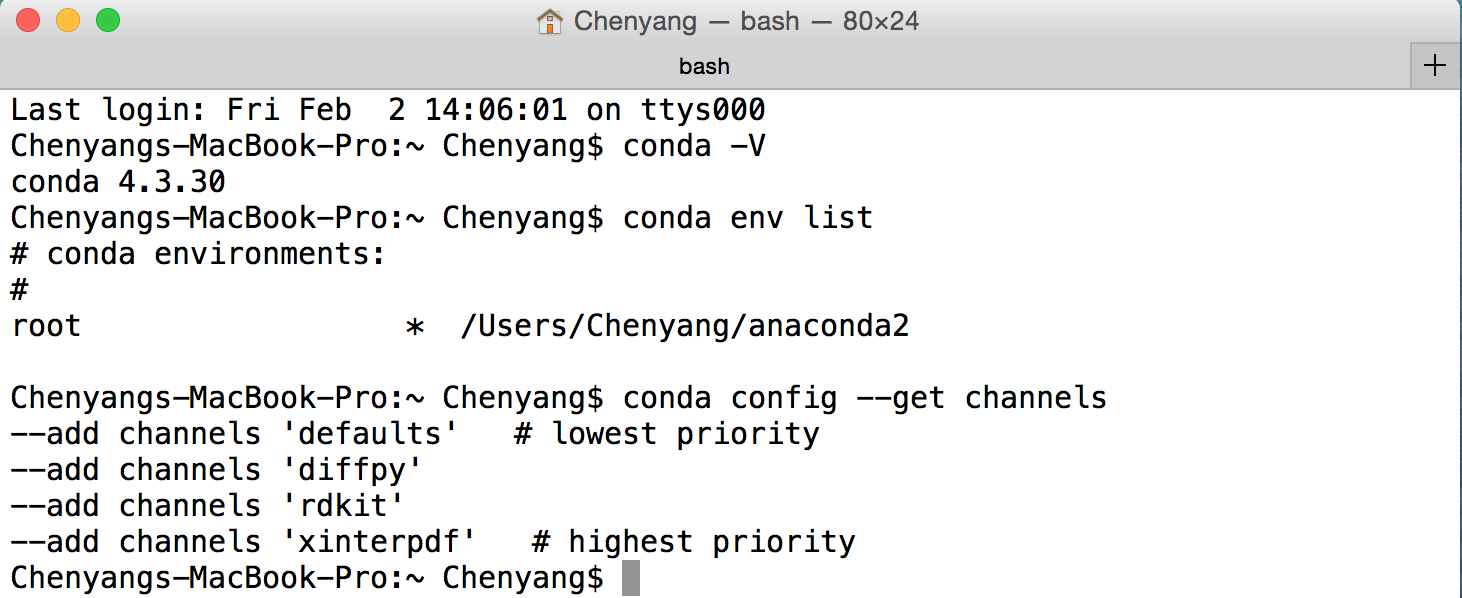 Chenyang — bash — 80×24
bash
+
Last login: Fri Feb  2 14:06:01 on ttys000
Chenyangs-MacBook-Pro:~ Chenyang$ conda -V
conda 4.3.30
Chenyangs-MacBook-Pro:~ Chenyang$ conda env list
# conda environments:
#
root                  *  /Users/Chenyang/anaconda2
Chenyangs-MacBook-Pro:~ Chenyang$ conda config --get channels
--add channels 'defaults'   # lowest priority
--add channels 'diffpy'
--add channels 'rdkit'
--add channels 'xinterpdf'   # highest priority
Chenyangs-MacBook-Pro:~ Chenyang$